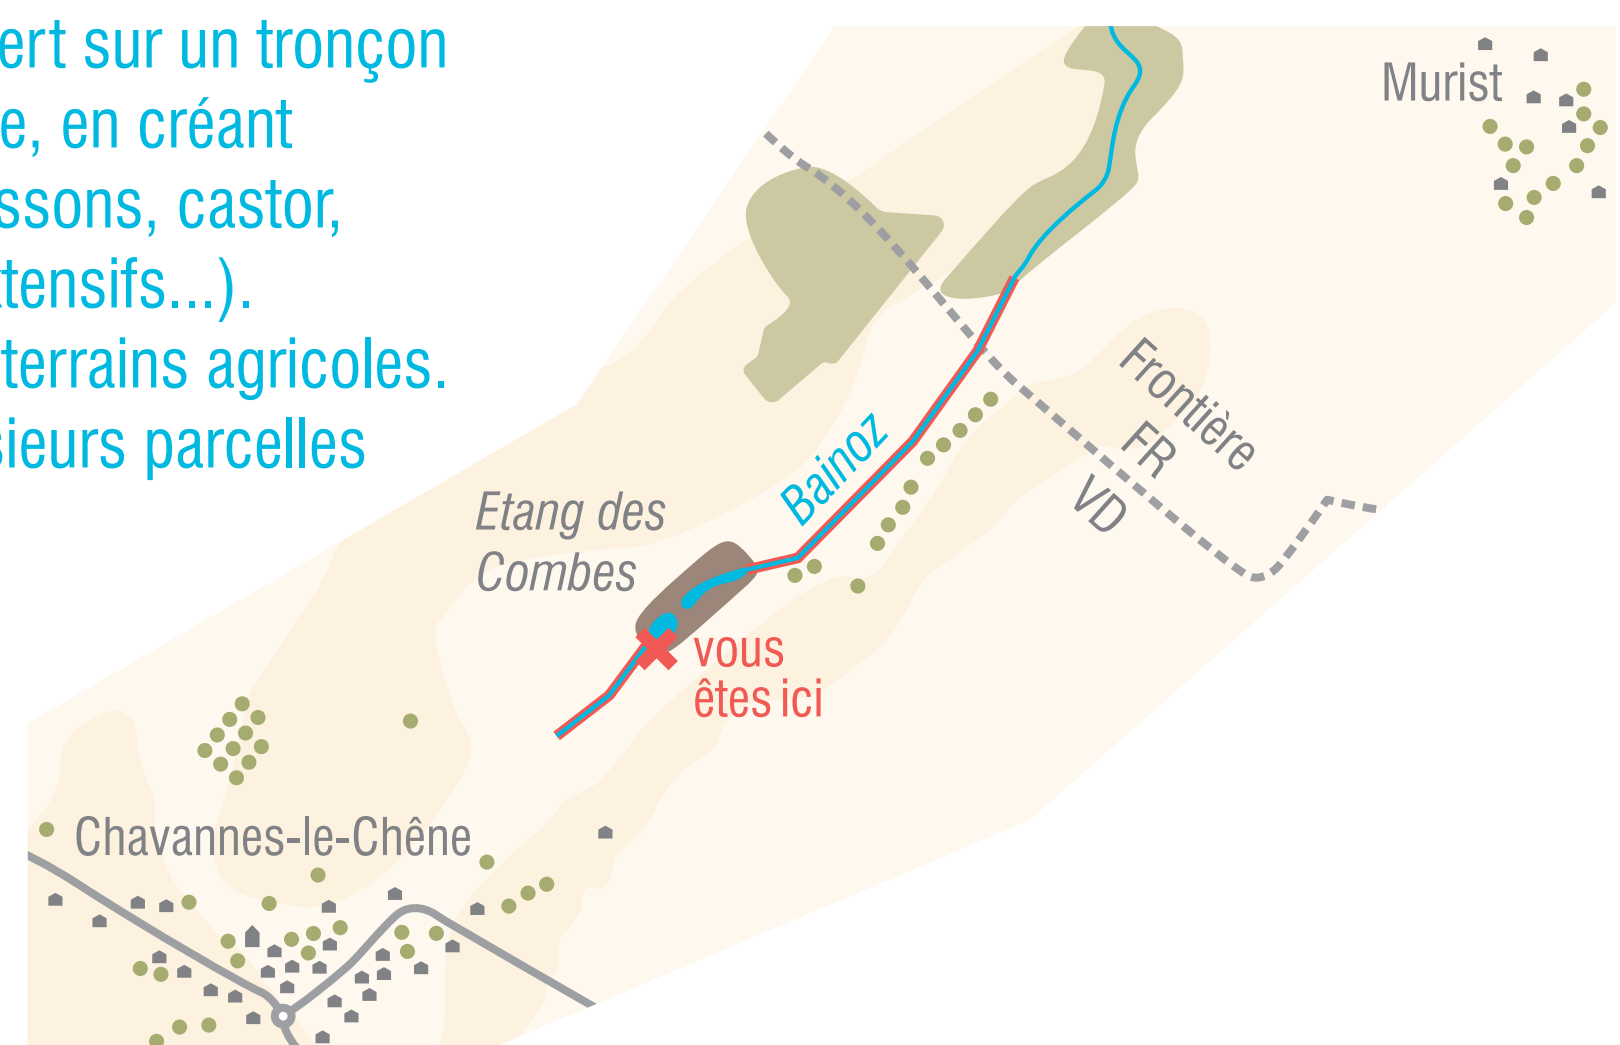 ert sur un tronçon
e, en créant
ssons, castor,
xtensifs...).
terrains agricoles.
sieurs parcelles
Murist
Frontière
FR
VD
Bainoz
Etang des
Combes
vous
êtes ici
Chavannes-le-Chêne